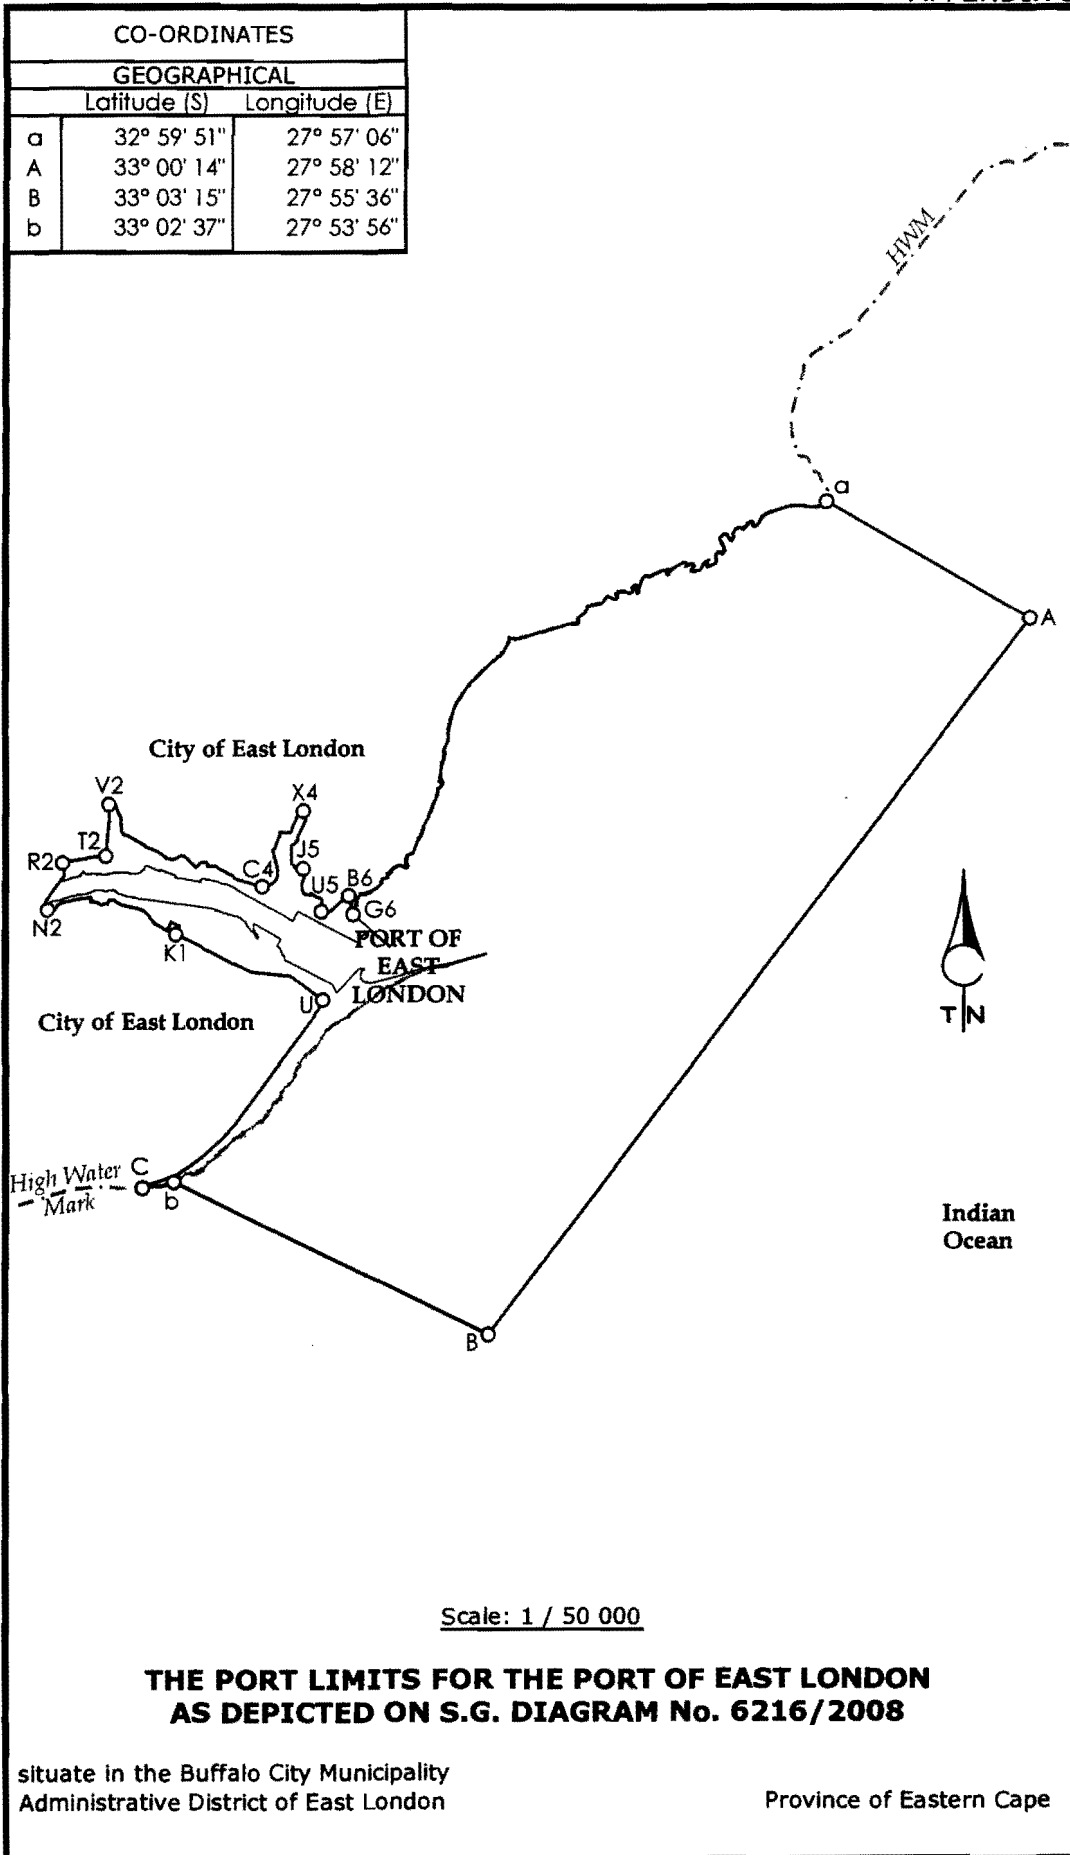 CO-ORDINATES
GEOGRAPHICAL
Latitude (S) Longitude (E)
a 32° 59' 51" 27° 57' 06"
A 33° 00' 14" 27° 58' 12"
B 33° 03' 15" 27° 55' 36"
b 33° 02' 37" 27° 53' 56"
HWM
a
A
City of East London
V2
X4
T2
R2
J5
C4
U5
B6
G6
N2
K1
PORT OF
EAST
LONDON
U
City of East London
T N
C
High Water
Mark
b
Indian
Ocean
B
Scale: 1 / 50 000
THE PORT LIMITS FOR THE PORT OF EAST LONDON
AS DEPICTED ON S.G. DIAGRAM No. 6216/2008
situate in the Buffalo City Municipality
Administrative District of East London
Province of Eastern Cape